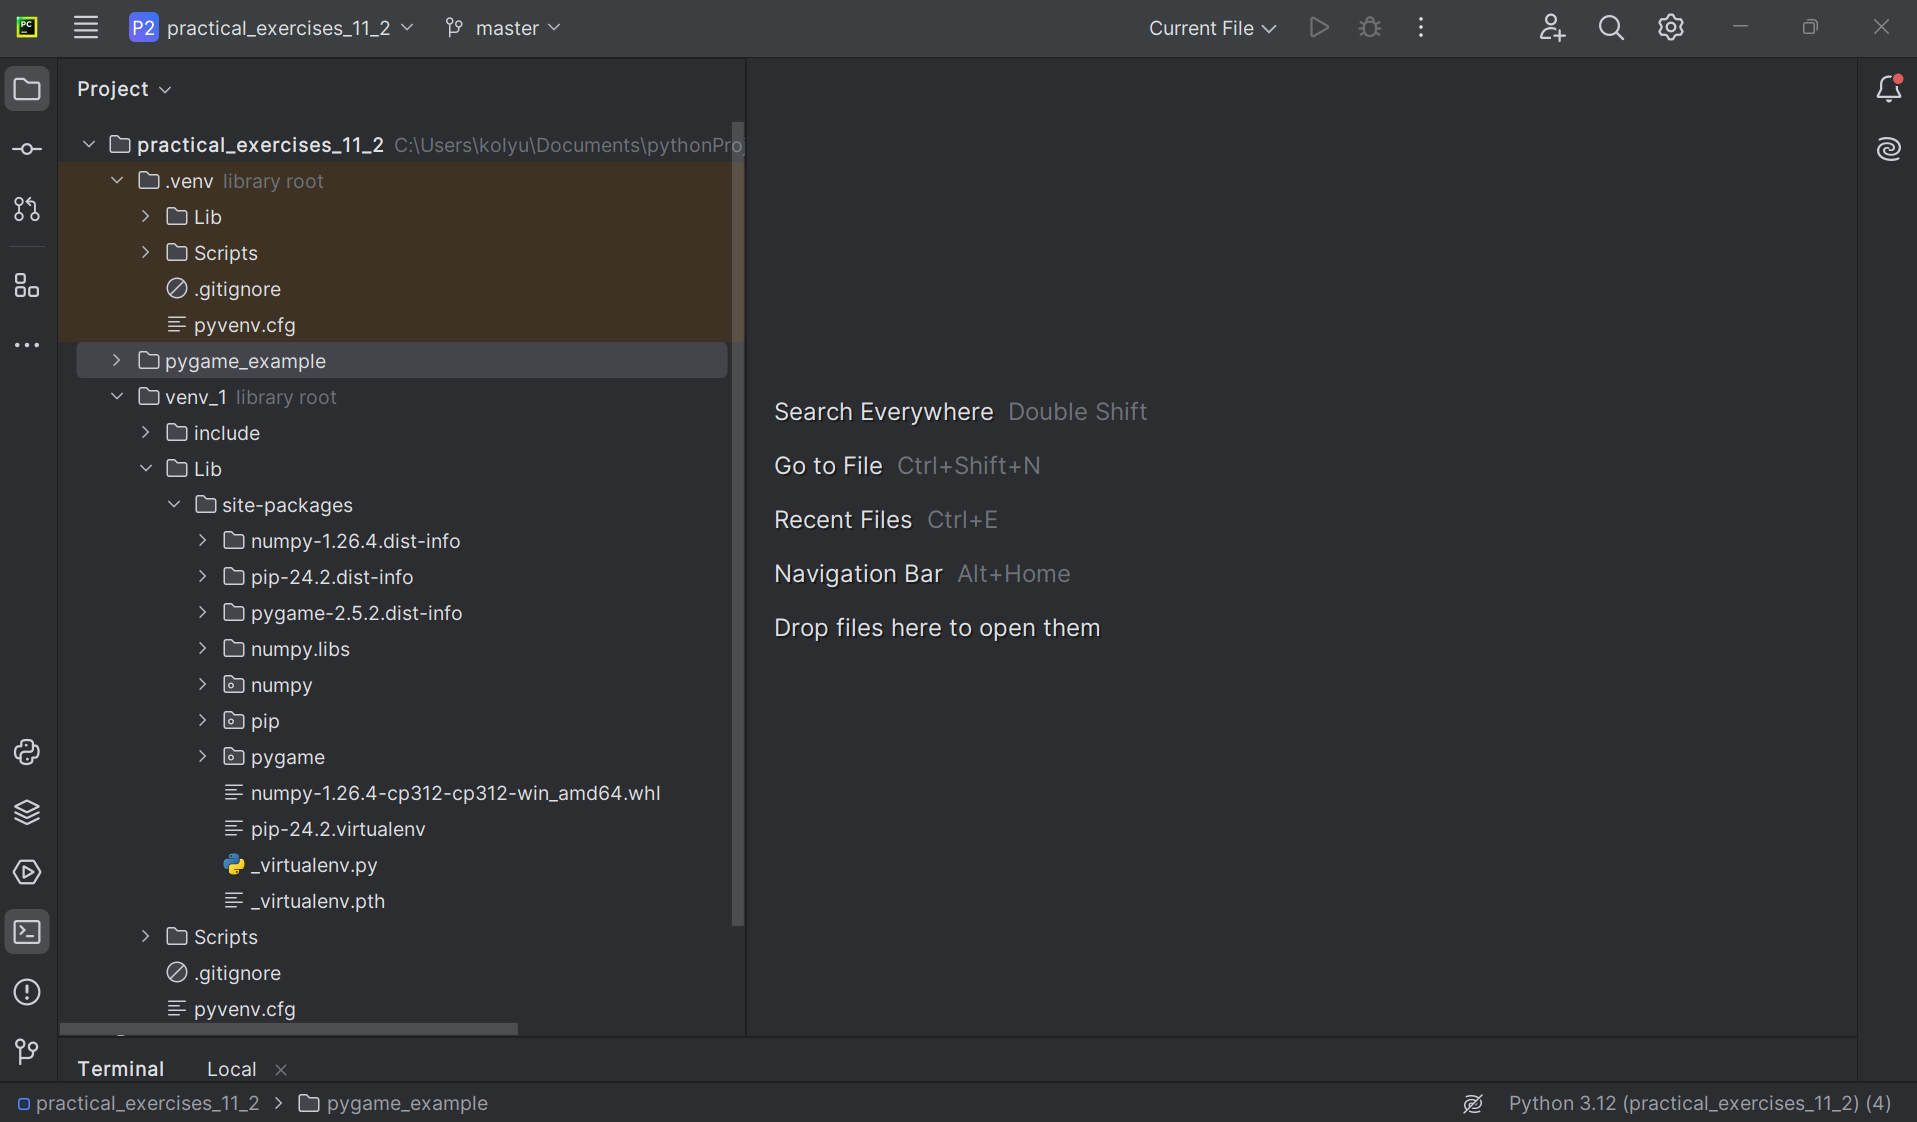 PC
P2 practical_exercises_11_2 master Current File
Project
practical_exercises_11_2 C:\Users\kolyu\Documents\pythonProj
.venv library root
Lib
Scripts
.gitignore
pyvenv.cfg
pygame_example
venv_1 library root
include
Lib
site-packages
numpy-1.26.4.dist-info
pip-24.2.dist-info
pygame-2.5.2.dist-info
numpy.libs
numpy
pip
pygame
numpy-1.26.4-cp312-cp312-win_amd64.whl
pip-24.2.virtualenv
_virtualenv.py
_virtualenv.pth
Scripts
.gitignore
pyvenv.cfg
Search Everywhere Double Shift
Go to File Ctrl+Shift+N
Recent Files Ctrl+E
Navigation Bar Alt+Home
Drop files here to open them
Terminal Local
practical_exercises_11_2 > pygame_example Python 3.12 (practical_exercises_11_2) (4)